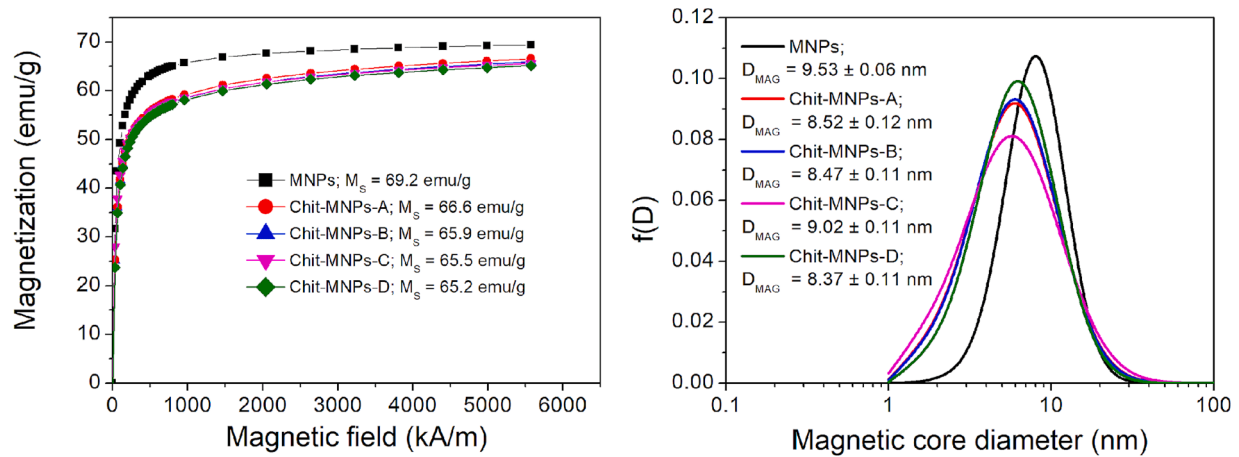 70
60
50
40
30
20
10
0
Magnetization (emu/g)
MNPs; M_S = 69.2 emu/g
Chit-MNPs-A; M_S = 66.6 emu/g
Chit-MNPs-B; M_S = 65.9 emu/g
Chit-MNPs-C; M_S = 65.5 emu/g
Chit-MNPs-D; M_S = 65.2 emu/g
0 1000 2000 3000 4000 5000 6000
Magnetic field (kA/m)
0.12
0.10
0.08
0.06
0.04
0.02
0.00
f(D)
MNPs;
D_MAG = 9.53 ± 0.06 nm
Chit-MNPs-A;
D_MAG = 8.52 ± 0.12 nm
Chit-MNPs-B;
D_MAG = 8.47 ± 0.11 nm
Chit-MNPs-C;
D_MAG = 9.02 ± 0.11 nm
Chit-MNPs-D;
D_MAG = 8.37 ± 0.11 nm
0.1 1 10 100
Magnetic core diameter (nm)